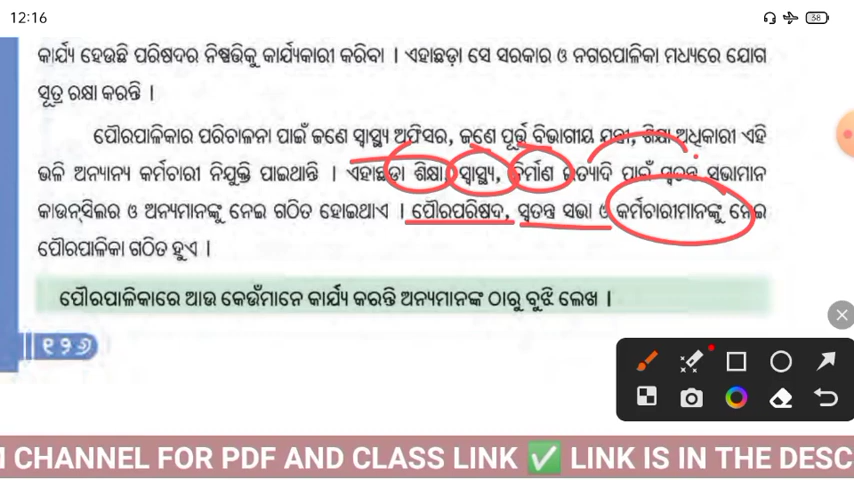 12:16
38
କାର୍ଯ୍ୟ ହେଉଛି ପରିଷଦର ନିଷ୍ପତ୍ତିକୁ କାର୍ଯ୍ୟକାରୀ କରିବା । ଏହାଛଡ଼ା ସେ ସରକାର ଓ ନଗରପାଳିକା ମଧ୍ୟରେ ଯୋଗ
ସୂତ୍ର ରକ୍ଷା କରନ୍ତି ।
ପୌରପାଳିକାର ପରିଚାଳନା ପାଇଁ ଜଣେ ସ୍ୱାସ୍ଥ୍ୟ ଅଫିସର, ଜଣେ ପୂର୍ତ୍ତ ବିଭାଗୀୟ ଯନ୍ତ୍ରୀ, ଶିକ୍ଷା ଅଧିକାରୀ ଏହି
ଭଳି ଅନ୍ୟାନ୍ୟ କର୍ମଚାରୀ ନିଯୁକ୍ତି ପାଇଥାନ୍ତି । ଏହାଛଡ଼ା ଶିକ୍ଷା, ସ୍ୱାସ୍ଥ୍ୟ, ନିର୍ମାଣ ଇତ୍ୟାଦି ପାଇଁ ସ୍ୱତନ୍ତ୍ର ସଭାମାନ
କାଉନ୍‌ସିଲର ଓ ଅନ୍ୟମାନଙ୍କୁ ନେଇ ଗଠିତ ହୋଇଥାଏ । ପୌରପରିଷଦ, ସ୍ୱତନ୍ତ୍ର ସଭା ଓ କର୍ମଚାରୀମାନଙ୍କୁ ନେଇ
ପୌରପାଳିକା ଗଠିତ ହୁଏ ।
ପୌରପାଳିକାରେ ଆଉ କେଉଁମାନେ କାର୍ଯ୍ୟ କରନ୍ତି ଅନ୍ୟମାନଙ୍କ ଠାରୁ ବୁଝି ଲେଖ ।
୧୨୬
M CHANNEL FOR PDF AND CLASS LINK ✅ LINK IS IN THE DESC